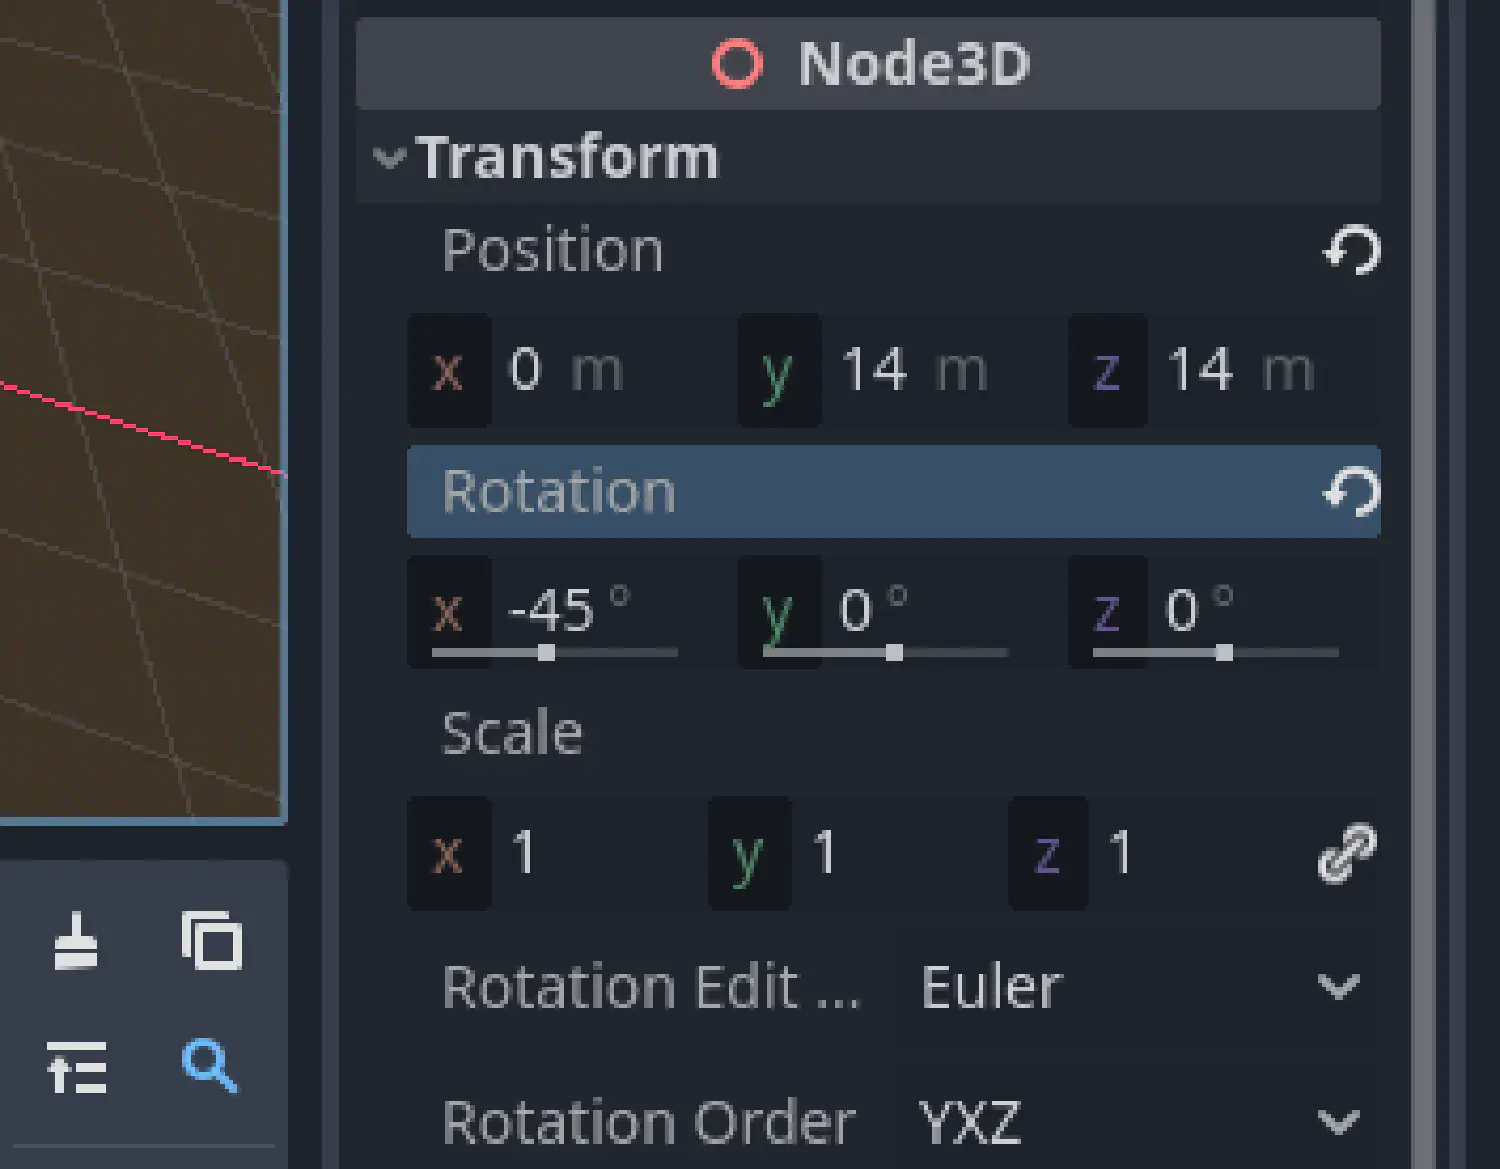 Node3D
Transform
Position
x 0 m y 14 m z 14 m
Rotation
x -45 ° y 0 ° z 0 °
Scale
x 1 y 1 z 1
Rotation Edit ... Euler
Rotation Order YXZ